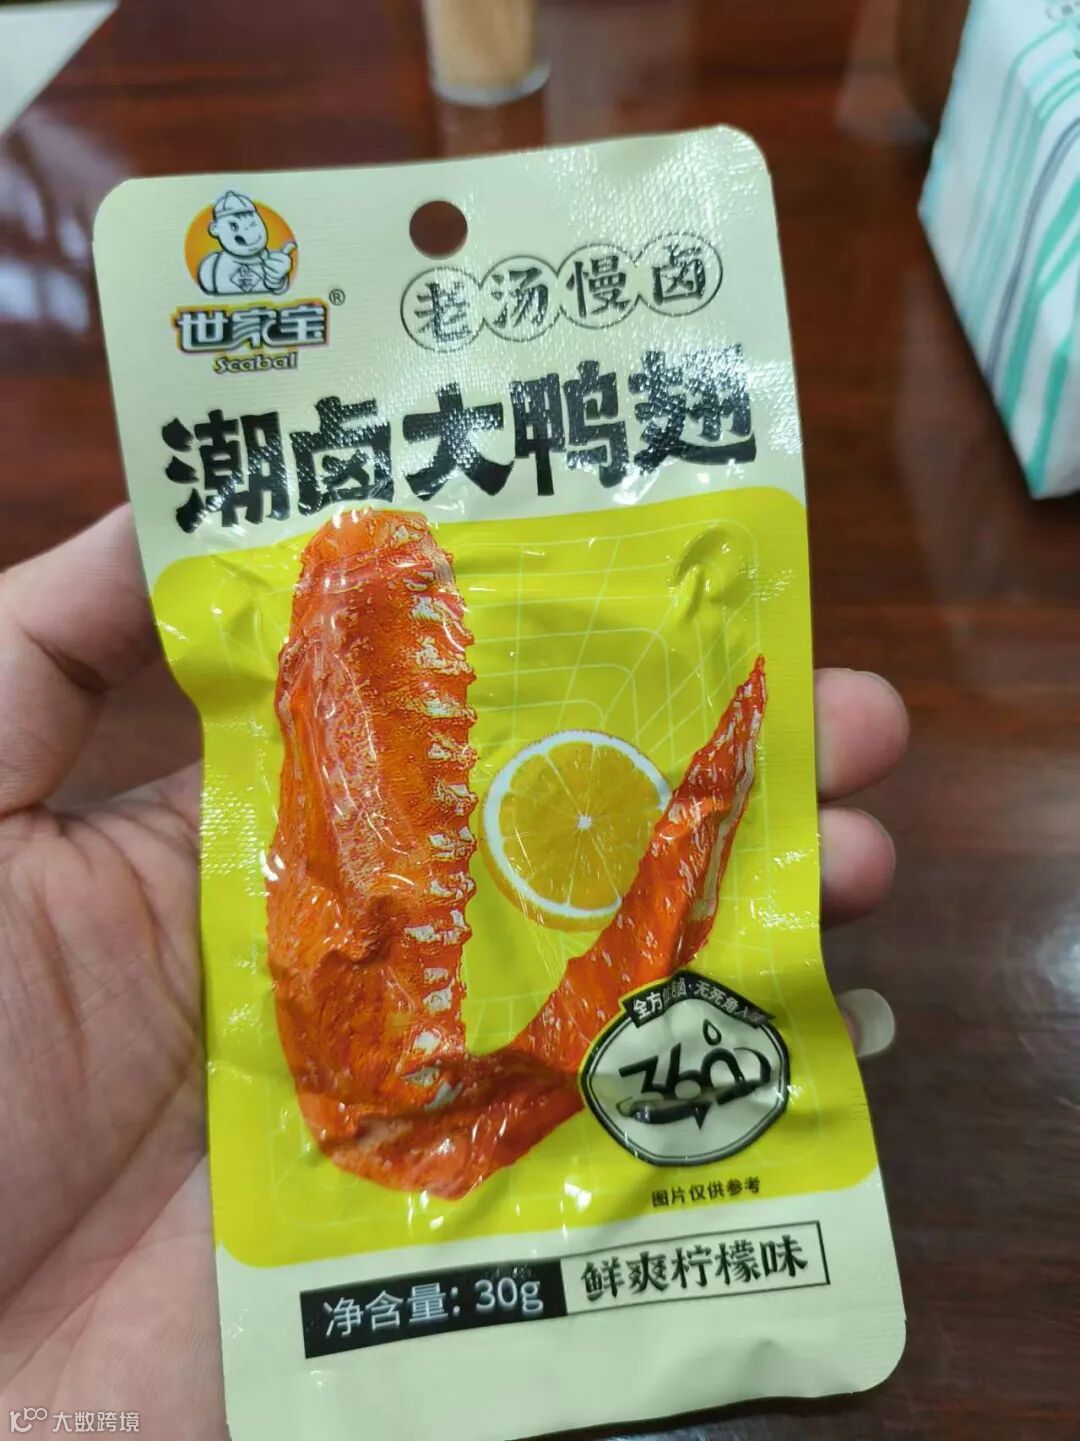 世家宝®
Scabal
老汤慢卤
潮卤大鸭翅
360°
图片仅供参考
净含量: 30g
鲜爽柠檬味
大数跨境